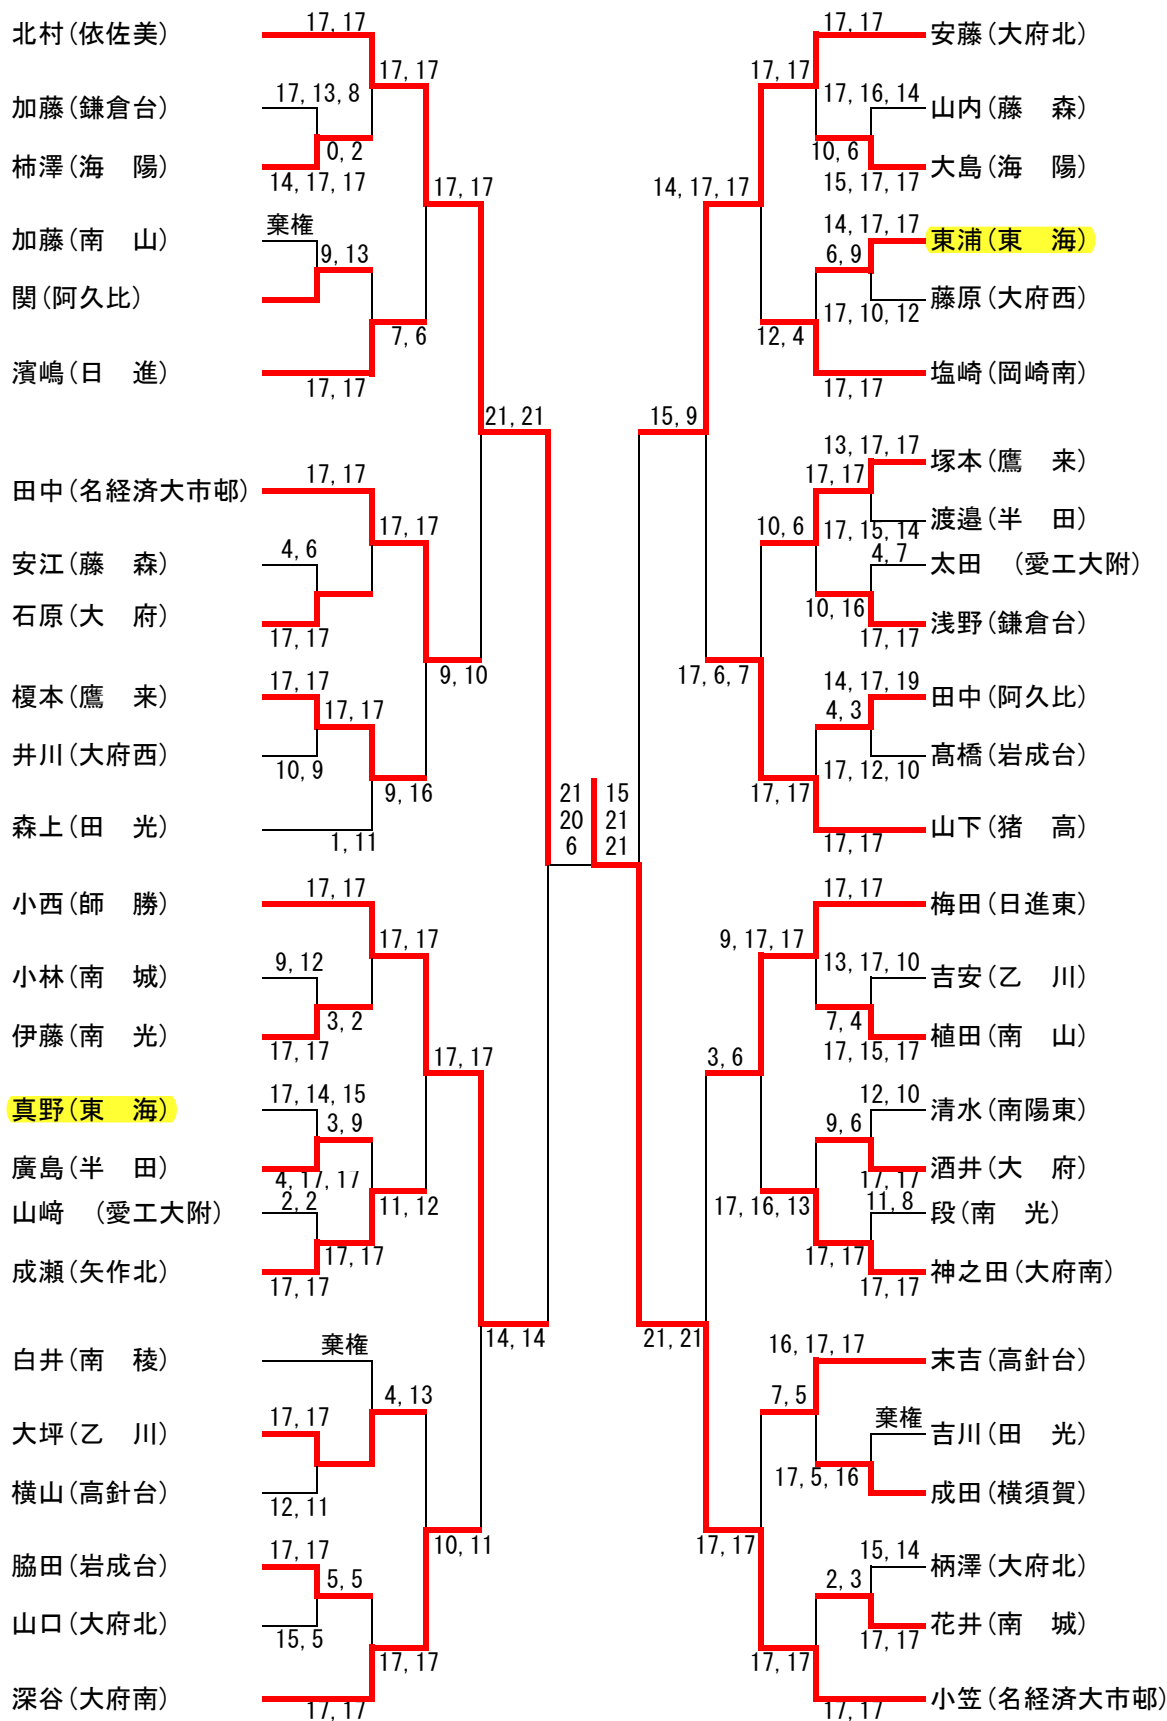 北村(依佐美)
17,17
17,17
加藤(鎌倉台)
17,13,8
0,2
柿澤(海　陽)
14,17,17
17,17
加藤(南　山)
棄権
9,13
関(阿久比)
7,6
濱嶋(日　進)
17,17
21,21
田中(名経済大市邨)
17,17
17,17
安江(藤　森)
4,6
石原(大　府)
17,17
9,10
榎本(鷹　来)
17,17
17,17
井川(大府西)
10,9
9,16
森上(田　光)
1,11
小西(師　勝)
17,17
17,17
小林(南　城)
9,12
3,2
伊藤(南　光)
17,17
17,17
真野(東　海)
17,14,15
3,9
廣島(半　田)
4,17,17
11,12
山﨑　(愛工大附)
2,2
17,17
成瀬(矢作北)
17,17
14,14
白井(南　稜)
棄権
4,13
大坪(乙　川)
17,17
横山(高針台)
12,11
10,11
脇田(岩成台)
17,17
5,5
山口(大府北)
15,5
17,17
深谷(大府南)
17,17
21 15
20 21
6 21
17,17
安藤(大府北)
17,17
17,16,14
山内(藤　森)
10,6
大島(海　陽)
15,17,17
14,17,17
14,17,17
東浦(東　海)
6,9
藤原(大府西)
17,10,12
12,4
塩崎(岡崎南)
17,17
15,9
13,17,17
塚本(鷹　来)
17,17
渡邉(半　田)
17,15,14
10,6
4,7
太田　(愛工大附)
10,16
浅野(鎌倉台)
17,17
17,6,7
14,17,19
田中(阿久比)
4,3
髙橋(岩成台)
17,12,10
17,17
山下(猪　高)
17,17
17,17
梅田(日進東)
9,17,17
13,17,10
吉安(乙　川)
7,4
植田(南　山)
17,15,17
3,6
12,10
清水(南陽東)
9,6
酒井(大　府)
17,17
17,16,13
11,8
段(南　光)
17,17
神之田(大府南)
17,17
21,21
16,17,17
末吉(高針台)
7,5
棄権
吉川(田　光)
17,5,16
成田(横須賀)
17,17
15,14
柄澤(大府北)
2,3
花井(南　城)
17,17
17,17
小笠(名経済大市邨)
17,17